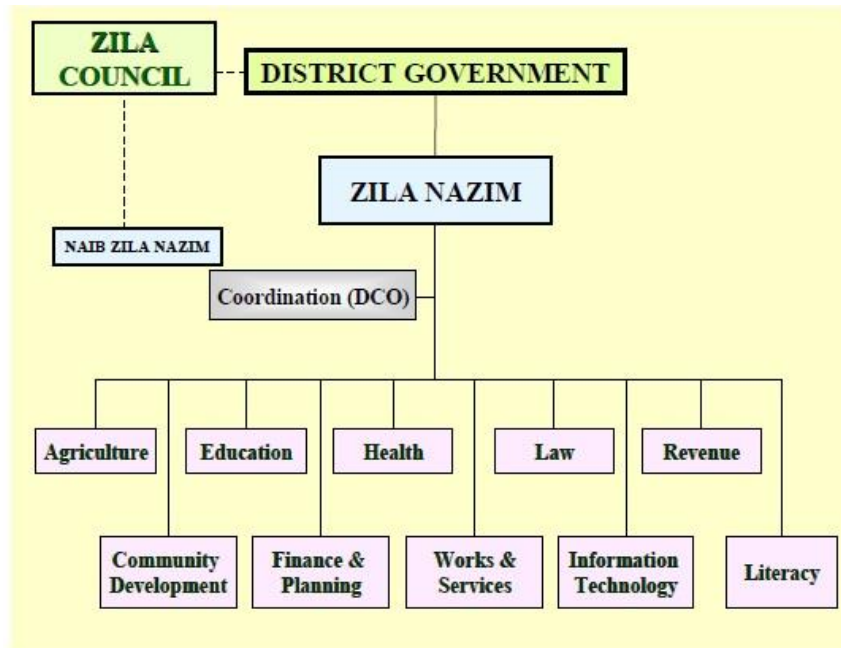 ZILA
COUNCIL
DISTRICT GOVERNMENT
ZILA NAZIM
NAIB ZILA NAZIM
Coordination (DCO)
Agriculture
Education
Health
Law
Revenue
Community
Development
Finance &
Planning
Works &
Services
Information
Technology
Literacy